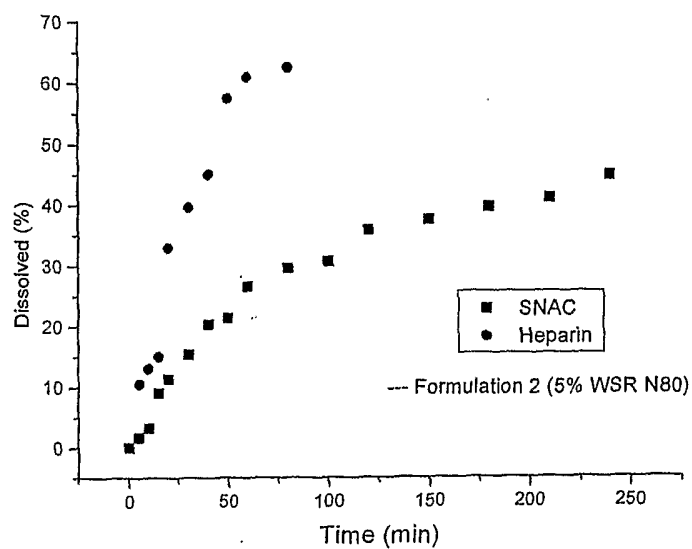 70
60
50
40
30
20
10
0
Dissolved (%)
SNAC
Heparin
--- Formulation 2 (5% WSR N80)
0 50 100 150 200 250
Time (min)